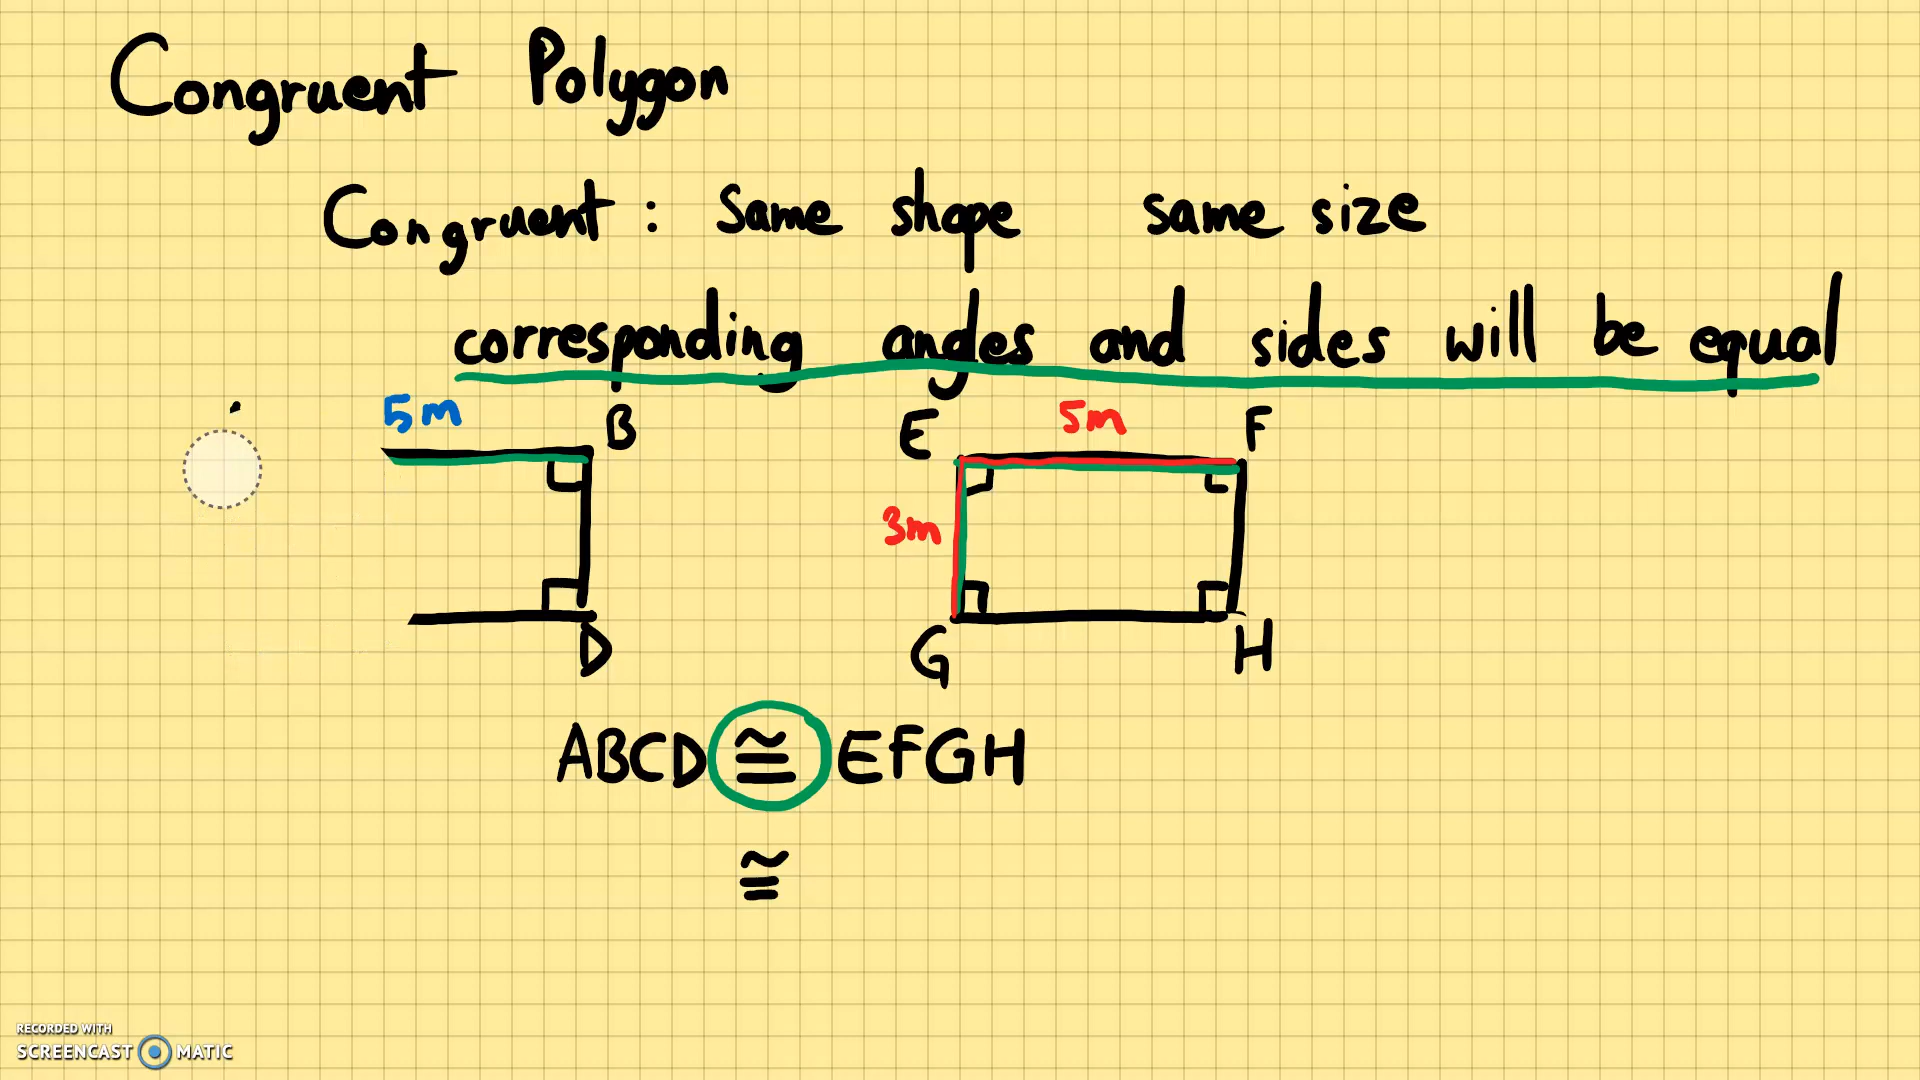 Congruent Polygon
Congruent : Same shape same size
corresponding angles and sides will be equal
5m B E 5m F
3m
D G H
ABCD ≅ EFGH
≅
RECORDED WITH
SCREENCAST MATIC